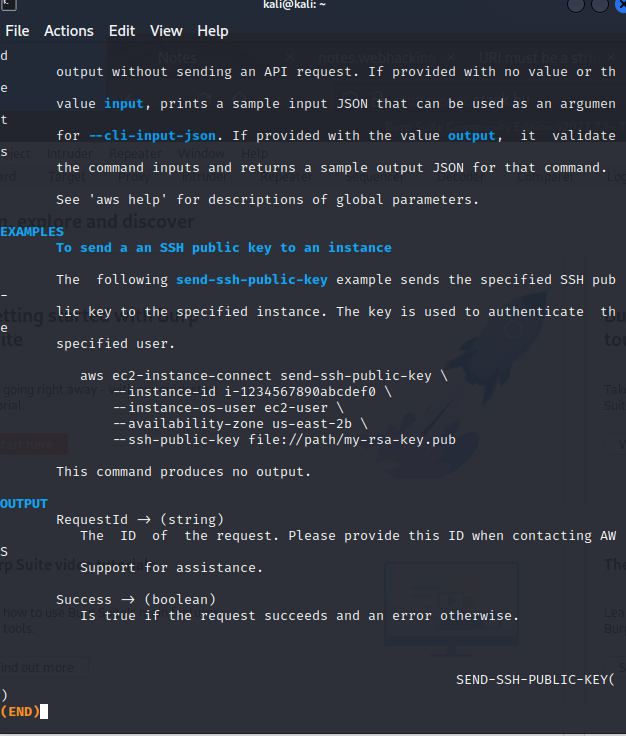 kali@kali: ~
File Actions Edit View Help
d
output without sending an API request. If provided with no value or th
e
value input, prints a sample input JSON that can be used as an argumen
t
for --cli-input-json. If provided with the value output, it validate
s
the command inputs and returns a sample output JSON for that command.
See 'aws help' for descriptions of global parameters.
EXAMPLES
To send a an SSH public key to an instance
The following send-ssh-public-key example sends the specified SSH pub
-
lic key to the specified instance. The key is used to authenticate th
e
specified user.
aws ec2-instance-connect send-ssh-public-key \
--instance-id i-1234567890abcdef0 \
--instance-os-user ec2-user \
--availability-zone us-east-2b \
--ssh-public-key file://path/my-rsa-key.pub
This command produces no output.
OUTPUT
RequestId -> (string)
The ID of the request. Please provide this ID when contacting AW
S
Support for assistance.
Success -> (boolean)
Is true if the request succeeds and an error otherwise.
SEND-SSH-PUBLIC-KEY(
)
(END)